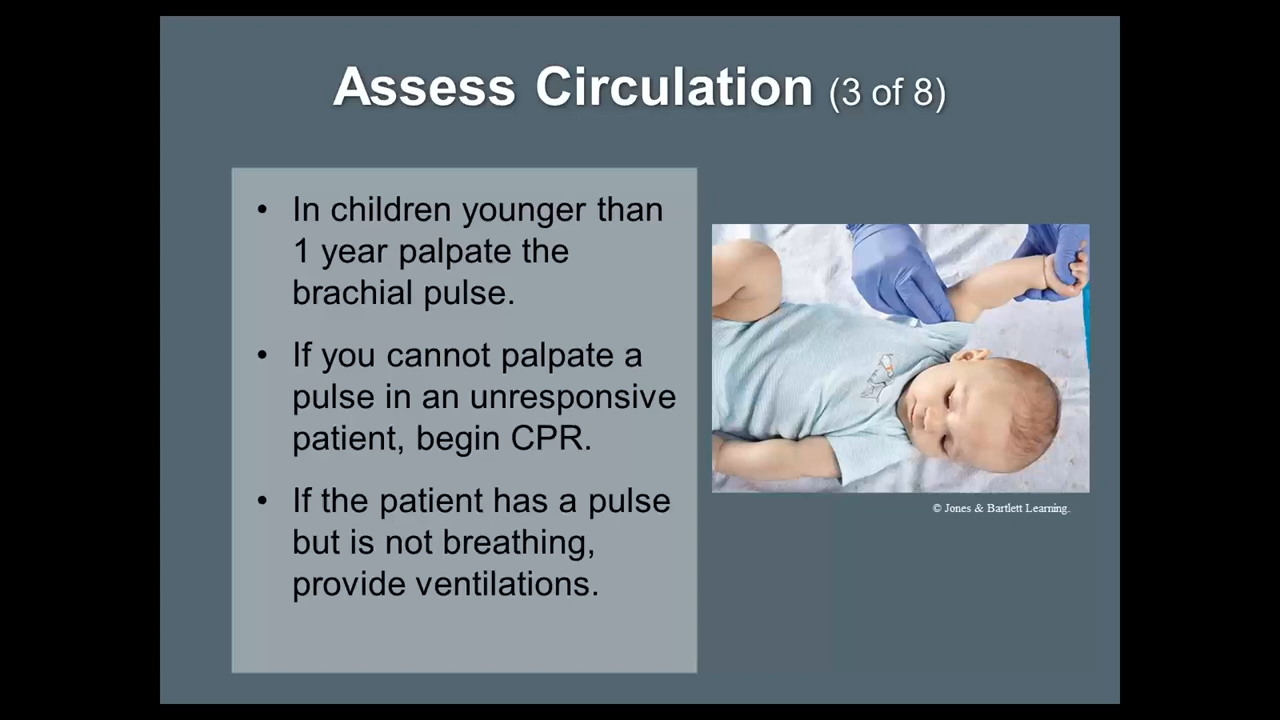 Assess Circulation (3 of 8)
• In children younger than
1 year palpate the
brachial pulse.
• If you cannot palpate a
pulse in an unresponsive
patient, begin CPR.
• If the patient has a pulse
but is not breathing,
provide ventilations.
© Jones & Bartlett Learning.